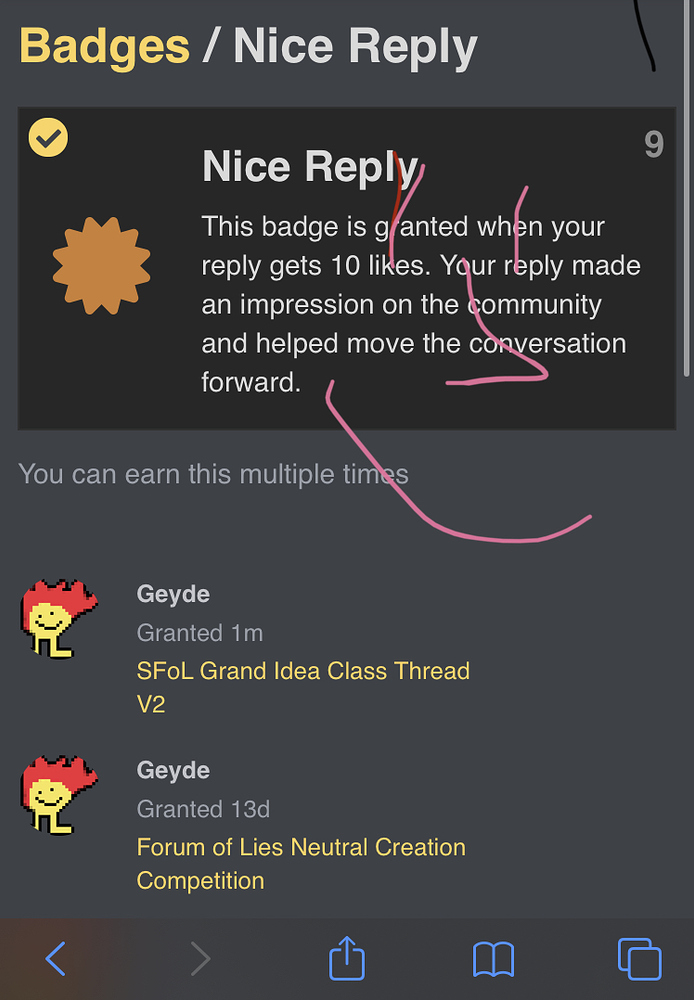 Badges / Nice Reply
9
Nice Reply
This badge is granted when your
reply gets 10 likes. Your reply made
an impression on the community
and helped move the conversation
forward.
You can earn this multiple times
Geyde
Granted 1m
SFoL Grand Idea Class Thread
V2
Geyde
Granted 13d
Forum of Lies Neutral Creation
Competition